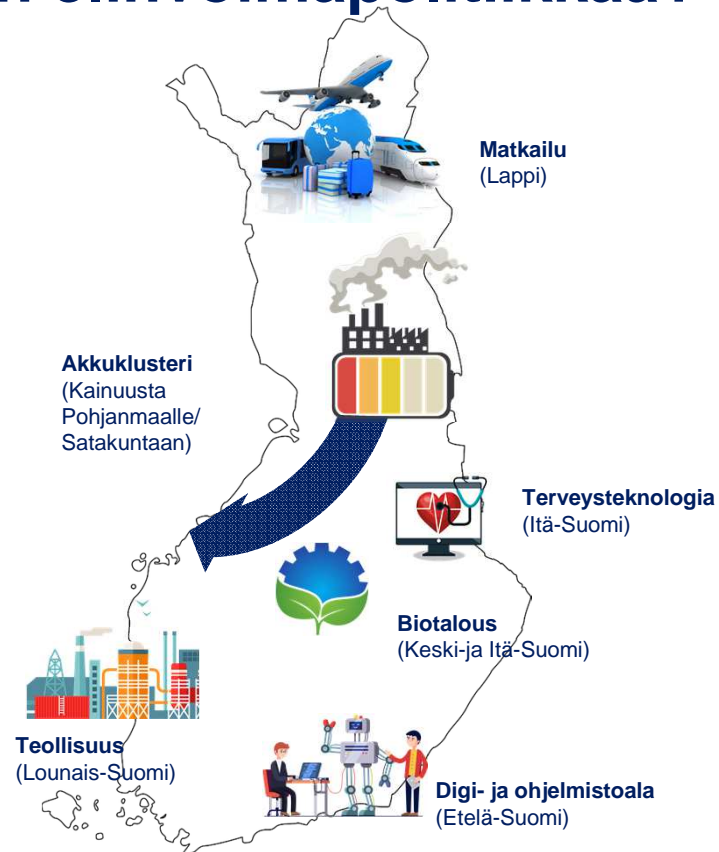 elinvoimapolitiikkaa?
Matkailu
(Lappi)
Akkuklusteri
(Kainuusta
Pohjanmaalle/
Satakuntaan)
Terveysteknologia
(Itä-Suomi)
Biotalous
(Keski-ja Itä-Suomi)
Teollisuus
(Lounais-Suomi)
Digi- ja ohjelmistoala
(Etelä-Suomi)